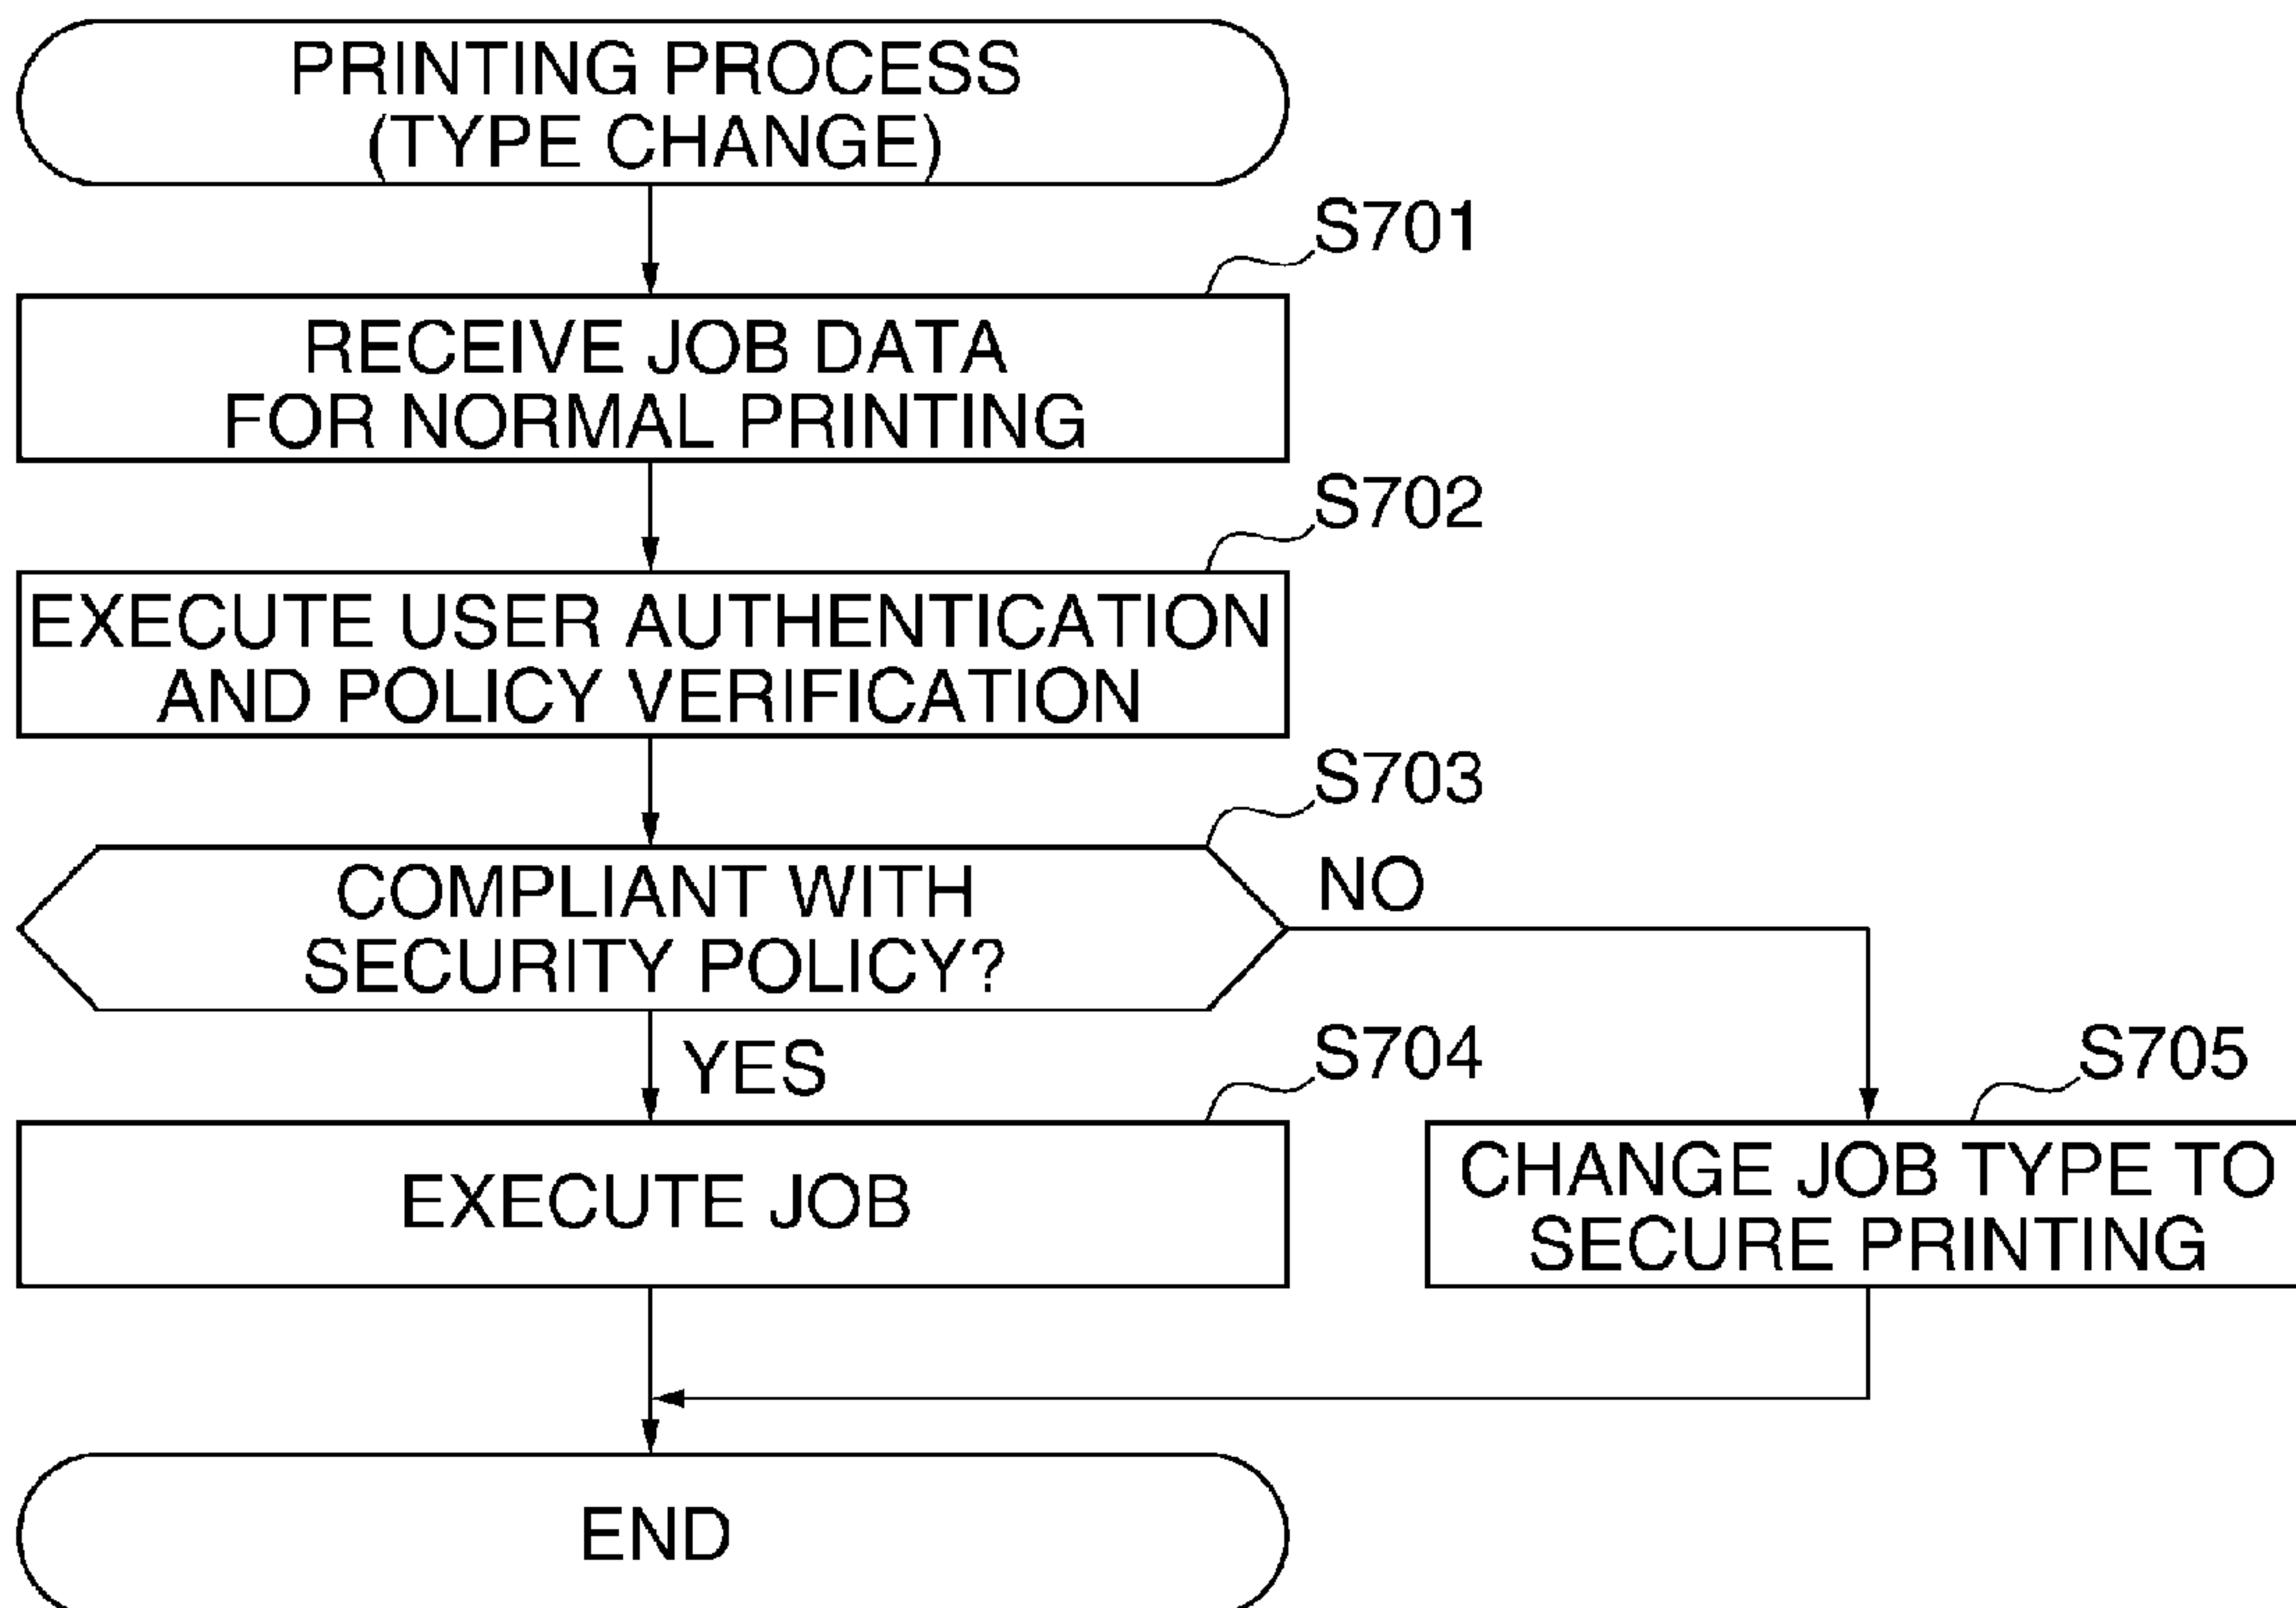 PRINTING PROCESS
(TYPE CHANGE)
S701
RECEIVE JOB DATA
FOR NORMAL PRINTING
S702
EXECUTE USER AUTHENTICATION
AND POLICY VERIFICATION
S703
COMPLIANT WITH
SECURITY POLICY?
NO
YES
S704
EXECUTE JOB
S705
CHANGE JOB TYPE TO
SECURE PRINTING
END